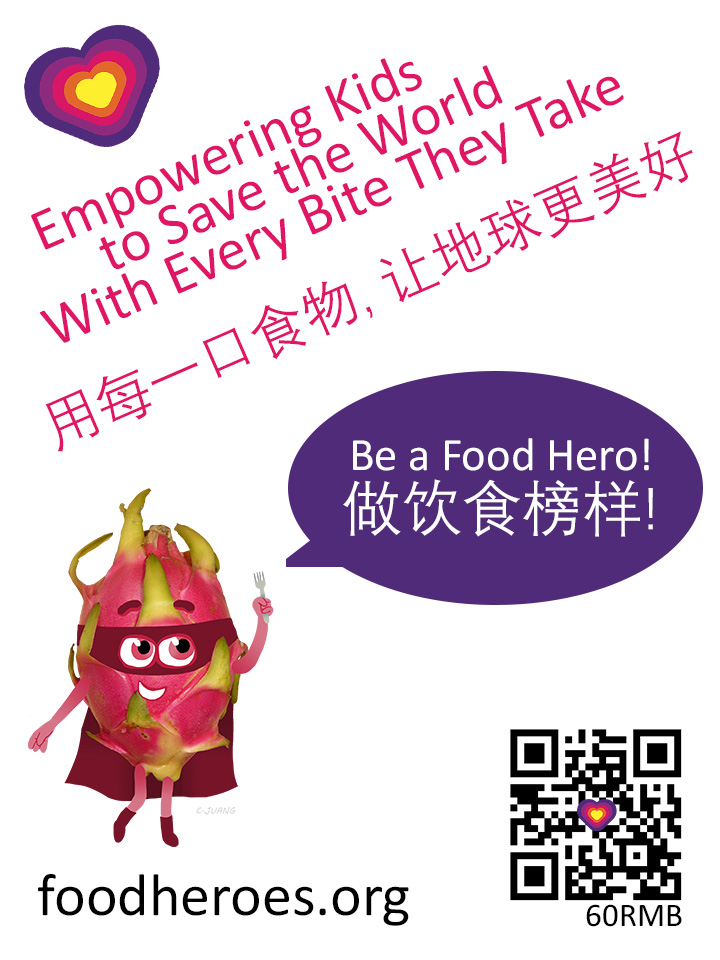 Empowering Kids
to Save the World
With Every Bite They Take
用每一口食物, 让地球更美好
Be a Food Hero!
做饮食榜样!
C-JUANG
foodheroes.org
60RMB